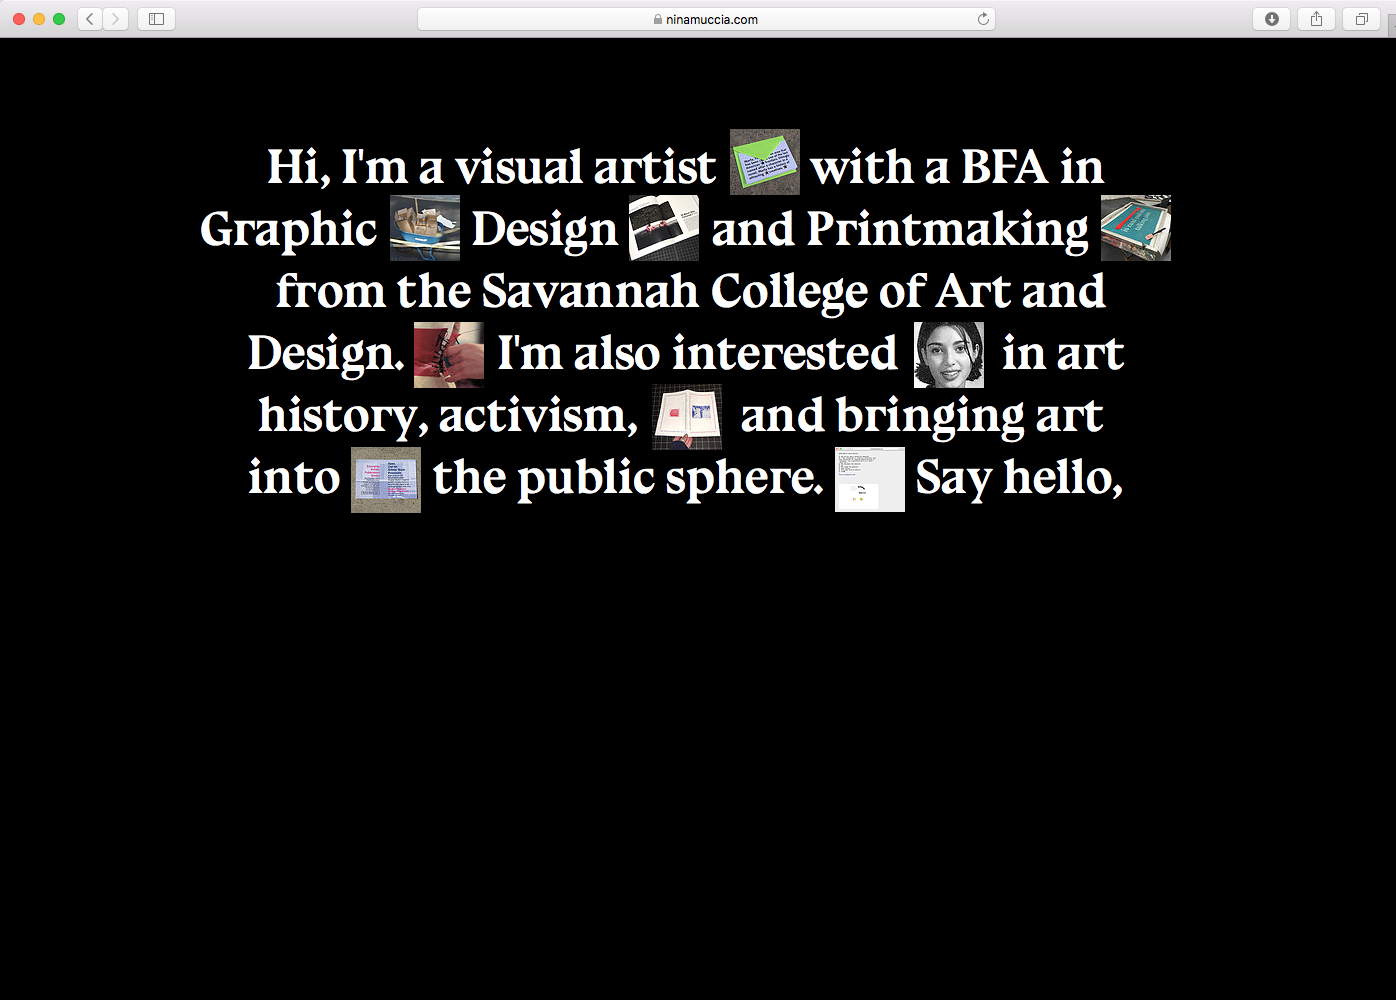 ninamuccia.com
Hi, I'm a visual artist with a BFA in
Graphic Design and Printmaking
from the Savannah College of Art and
Design. I'm also interested in art
history, activism, and bringing art
into the public sphere. Say hello,